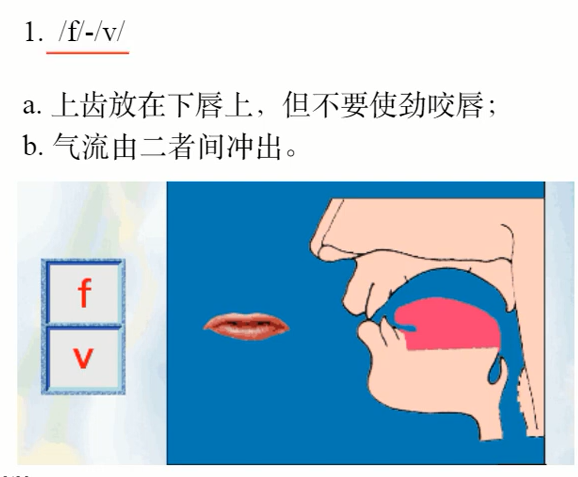 1. /f/-/v/
a. 上齿放在下唇上，但不要使劲咬唇；
b. 气流由二者间冲出。
f
v